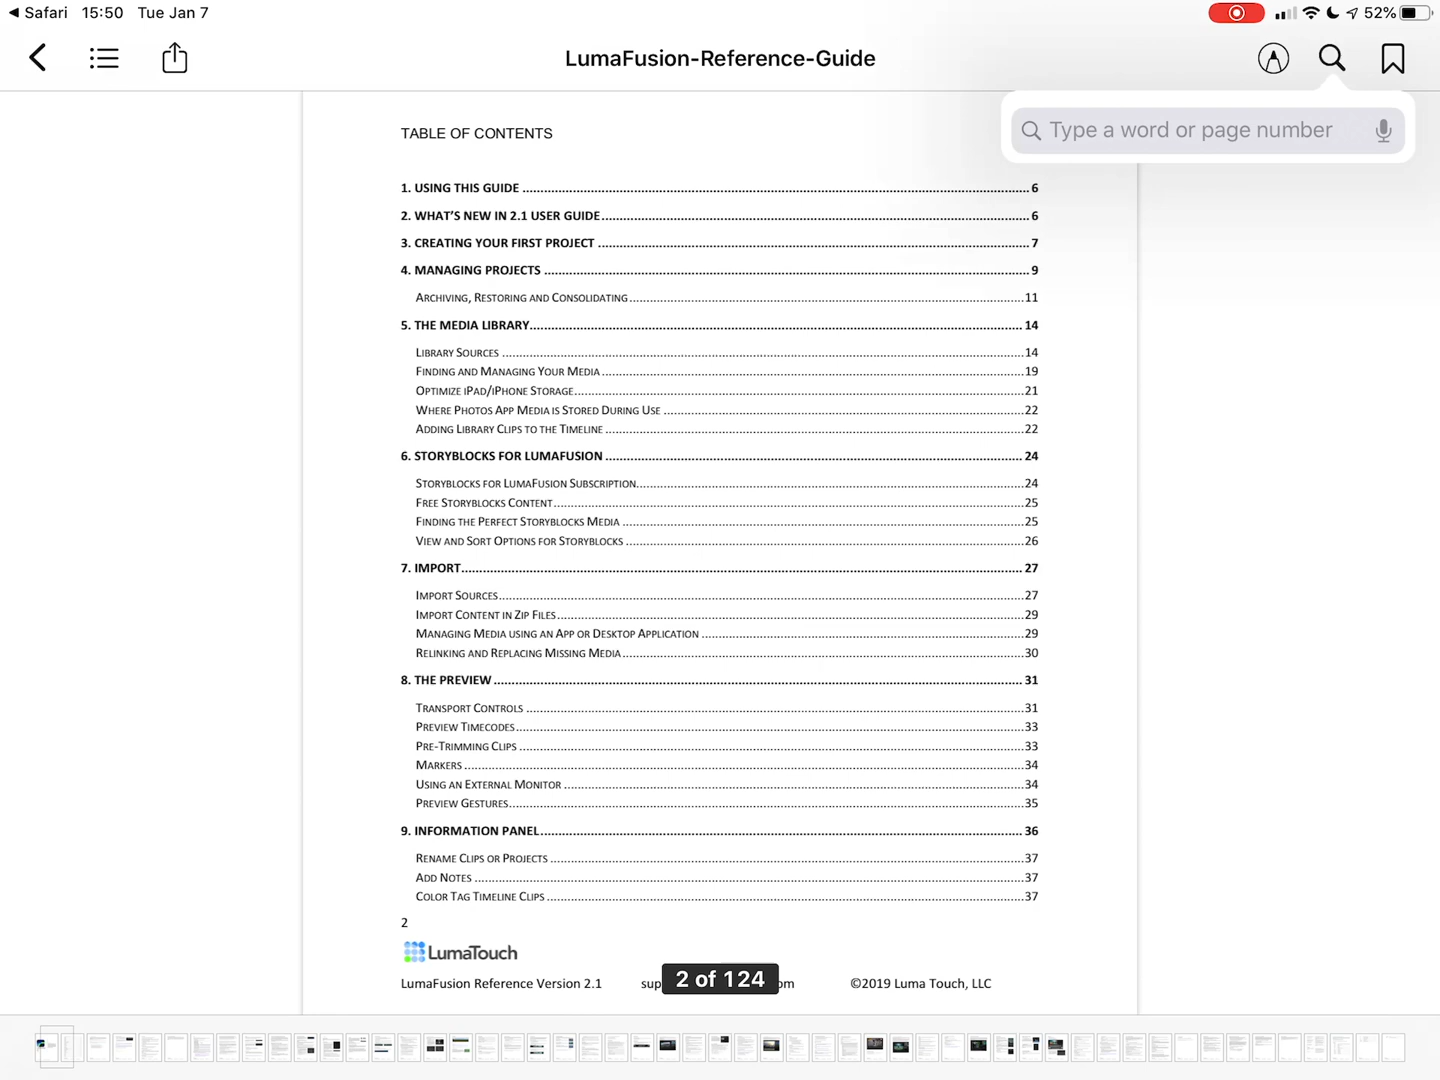 Safari 15:50 Tue Jan 7 52%
LumaFusion-Reference-Guide
Type a word or page number
TABLE OF CONTENTS
1. USING THIS GUIDE 6
2. WHAT'S NEW IN 2.1 USER GUIDE 6
3. CREATING YOUR FIRST PROJECT 7
4. MANAGING PROJECTS 9
ARCHIVING, RESTORING AND CONSOLIDATING 11
5. THE MEDIA LIBRARY 14
LIBRARY SOURCES 14
FINDING AND MANAGING YOUR MEDIA 19
OPTIMIZE IPAD/IPHONE STORAGE 21
WHERE PHOTOS APP MEDIA IS STORED DURING USE 22
ADDING LIBRARY CLIPS TO THE TIMELINE 22
6. STORYBLOCKS FOR LUMAFUSION 24
STORYBLOCKS FOR LUMAFUSION SUBSCRIPTION 24
FREE STORYBLOCKS CONTENT 25
FINDING THE PERFECT STORYBLOCKS MEDIA 25
VIEW AND SORT OPTIONS FOR STORYBLOCKS 26
7. IMPORT 27
IMPORT SOURCES 27
IMPORT CONTENT IN ZIP FILES 29
MANAGING MEDIA USING AN APP OR DESKTOP APPLICATION 29
RELINKING AND REPLACING MISSING MEDIA 30
8. THE PREVIEW 31
TRANSPORT CONTROLS 31
PREVIEW TIMECODES 33
PRE-TRIMMING CLIPS 33
MARKERS 34
USING AN EXTERNAL MONITOR 34
PREVIEW GESTURES 35
9. INFORMATION PANEL 36
RENAME CLIPS OR PROJECTS 37
ADD NOTES 37
COLOR TAG TIMELINE CLIPS 37
2
LumaTouch
2 of 124
LumaFusion Reference Version 2.1 sup om ©2019 Luma Touch, LLC